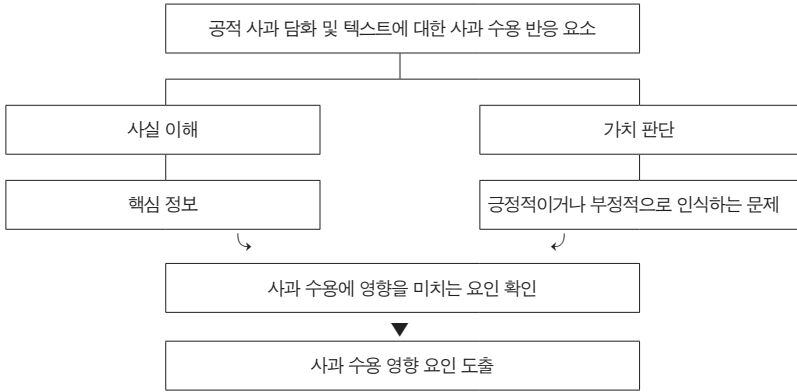 공적 사과 담화 및 텍스트에 대한 사과 수용 반응 요소
사실 이해
가치 판단
핵심 정보
긍정적이거나 부정적으로 인식하는 문제
사과 수용에 영향을 미치는 요인 확인
사과 수용 영향 요인 도출